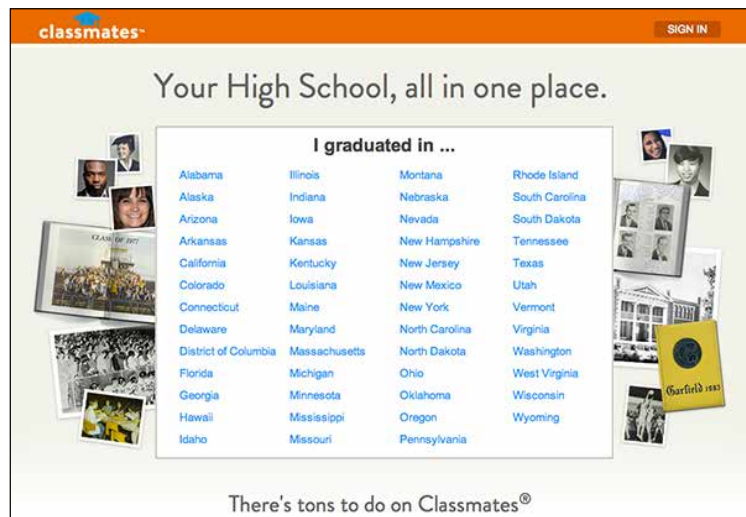 classmates™
SIGN IN
Your High School, all in one place.
I graduated in ...
Alabama
Alaska
Arizona
Arkansas
California
Colorado
Connecticut
Delaware
District of Columbia
Florida
Georgia
Hawaii
Idaho
Illinois
Indiana
Iowa
Kansas
Kentucky
Louisiana
Maine
Maryland
Massachusetts
Michigan
Minnesota
Mississippi
Missouri
Montana
Nebraska
Nevada
New Hampshire
New Jersey
New Mexico
New York
North Carolina
North Dakota
Ohio
Oklahoma
Oregon
Pennsylvania
Rhode Island
South Carolina
South Dakota
Tennessee
Texas
Utah
Vermont
Virginia
Washington
West Virginia
Wisconsin
Wyoming
CLASS OF 1977
Garfield 1983
There's tons to do on Classmates®